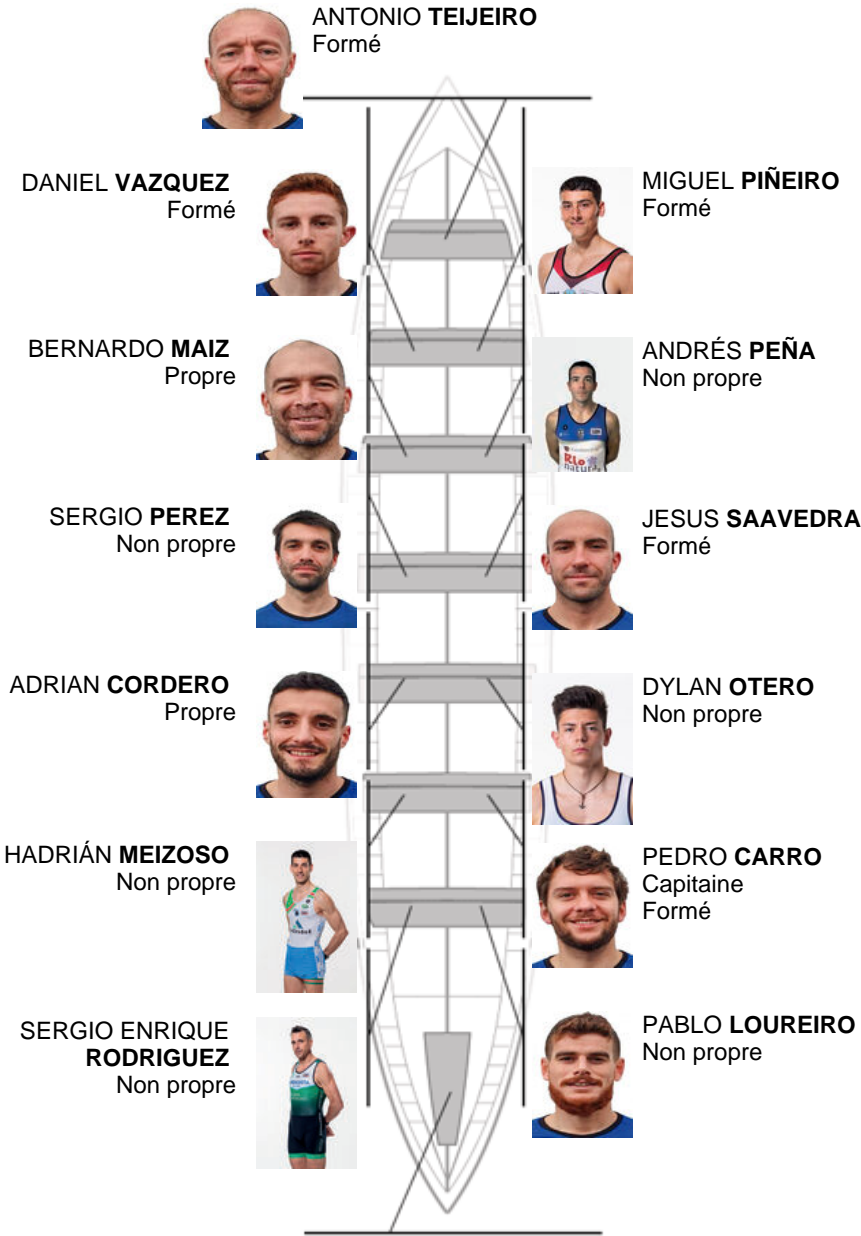 ANTONIO TEIJEIRO
Formé
DANIEL VAZQUEZ
Formé
MIGUEL PIÑEIRO
Formé
BERNARDO MAIZ
Propre
ANDRÉS PEÑA
Non propre
SERGIO PEREZ
Non propre
JESUS SAAVEDRA
Formé
ADRIAN CORDERO
Propre
DYLAN OTERO
Non propre
HADRIÁN MEIZOSO
Non propre
PEDRO CARRO
Capitaine
Formé
SERGIO ENRIQUE
RODRIGUEZ
Non propre
PABLO LOUREIRO
Non propre